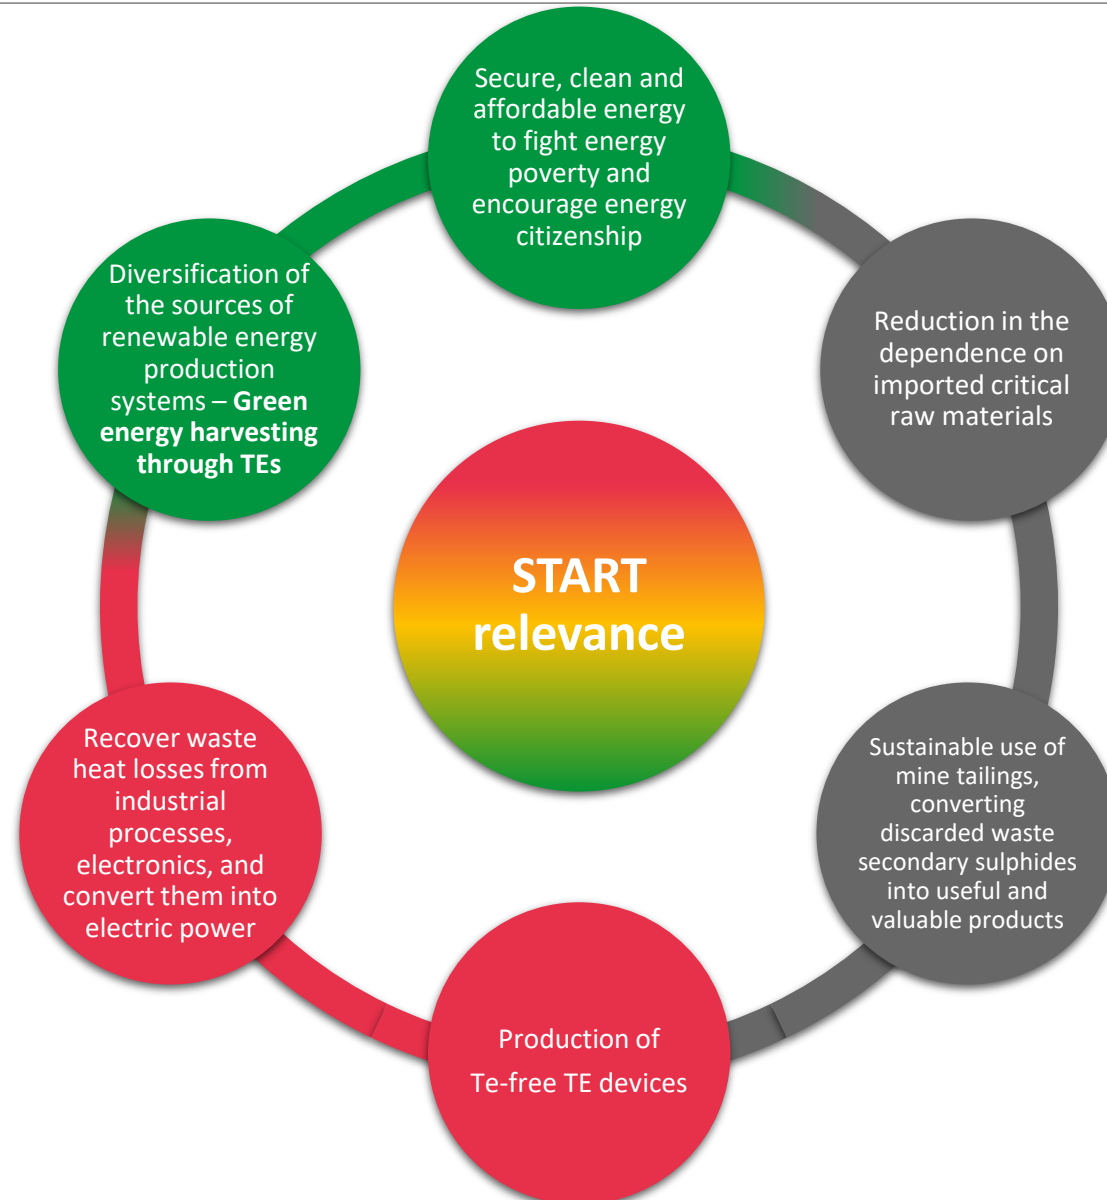 Secure, clean and
affordable energy
to fight energy
poverty and
encourage energy
citizenship
Reduction in the
dependence on
imported critical
raw materials
Sustainable use of
mine tailings,
converting
discarded waste
secondary sulphides
into useful and
valuable products
Production of
Te-free TE devices
Recover waste
heat losses from
industrial
processes,
electronics, and
convert them into
electric power
Diversification of
the sources of
renewable energy
production
systems – Green
energy harvesting
through TEs
START
relevance